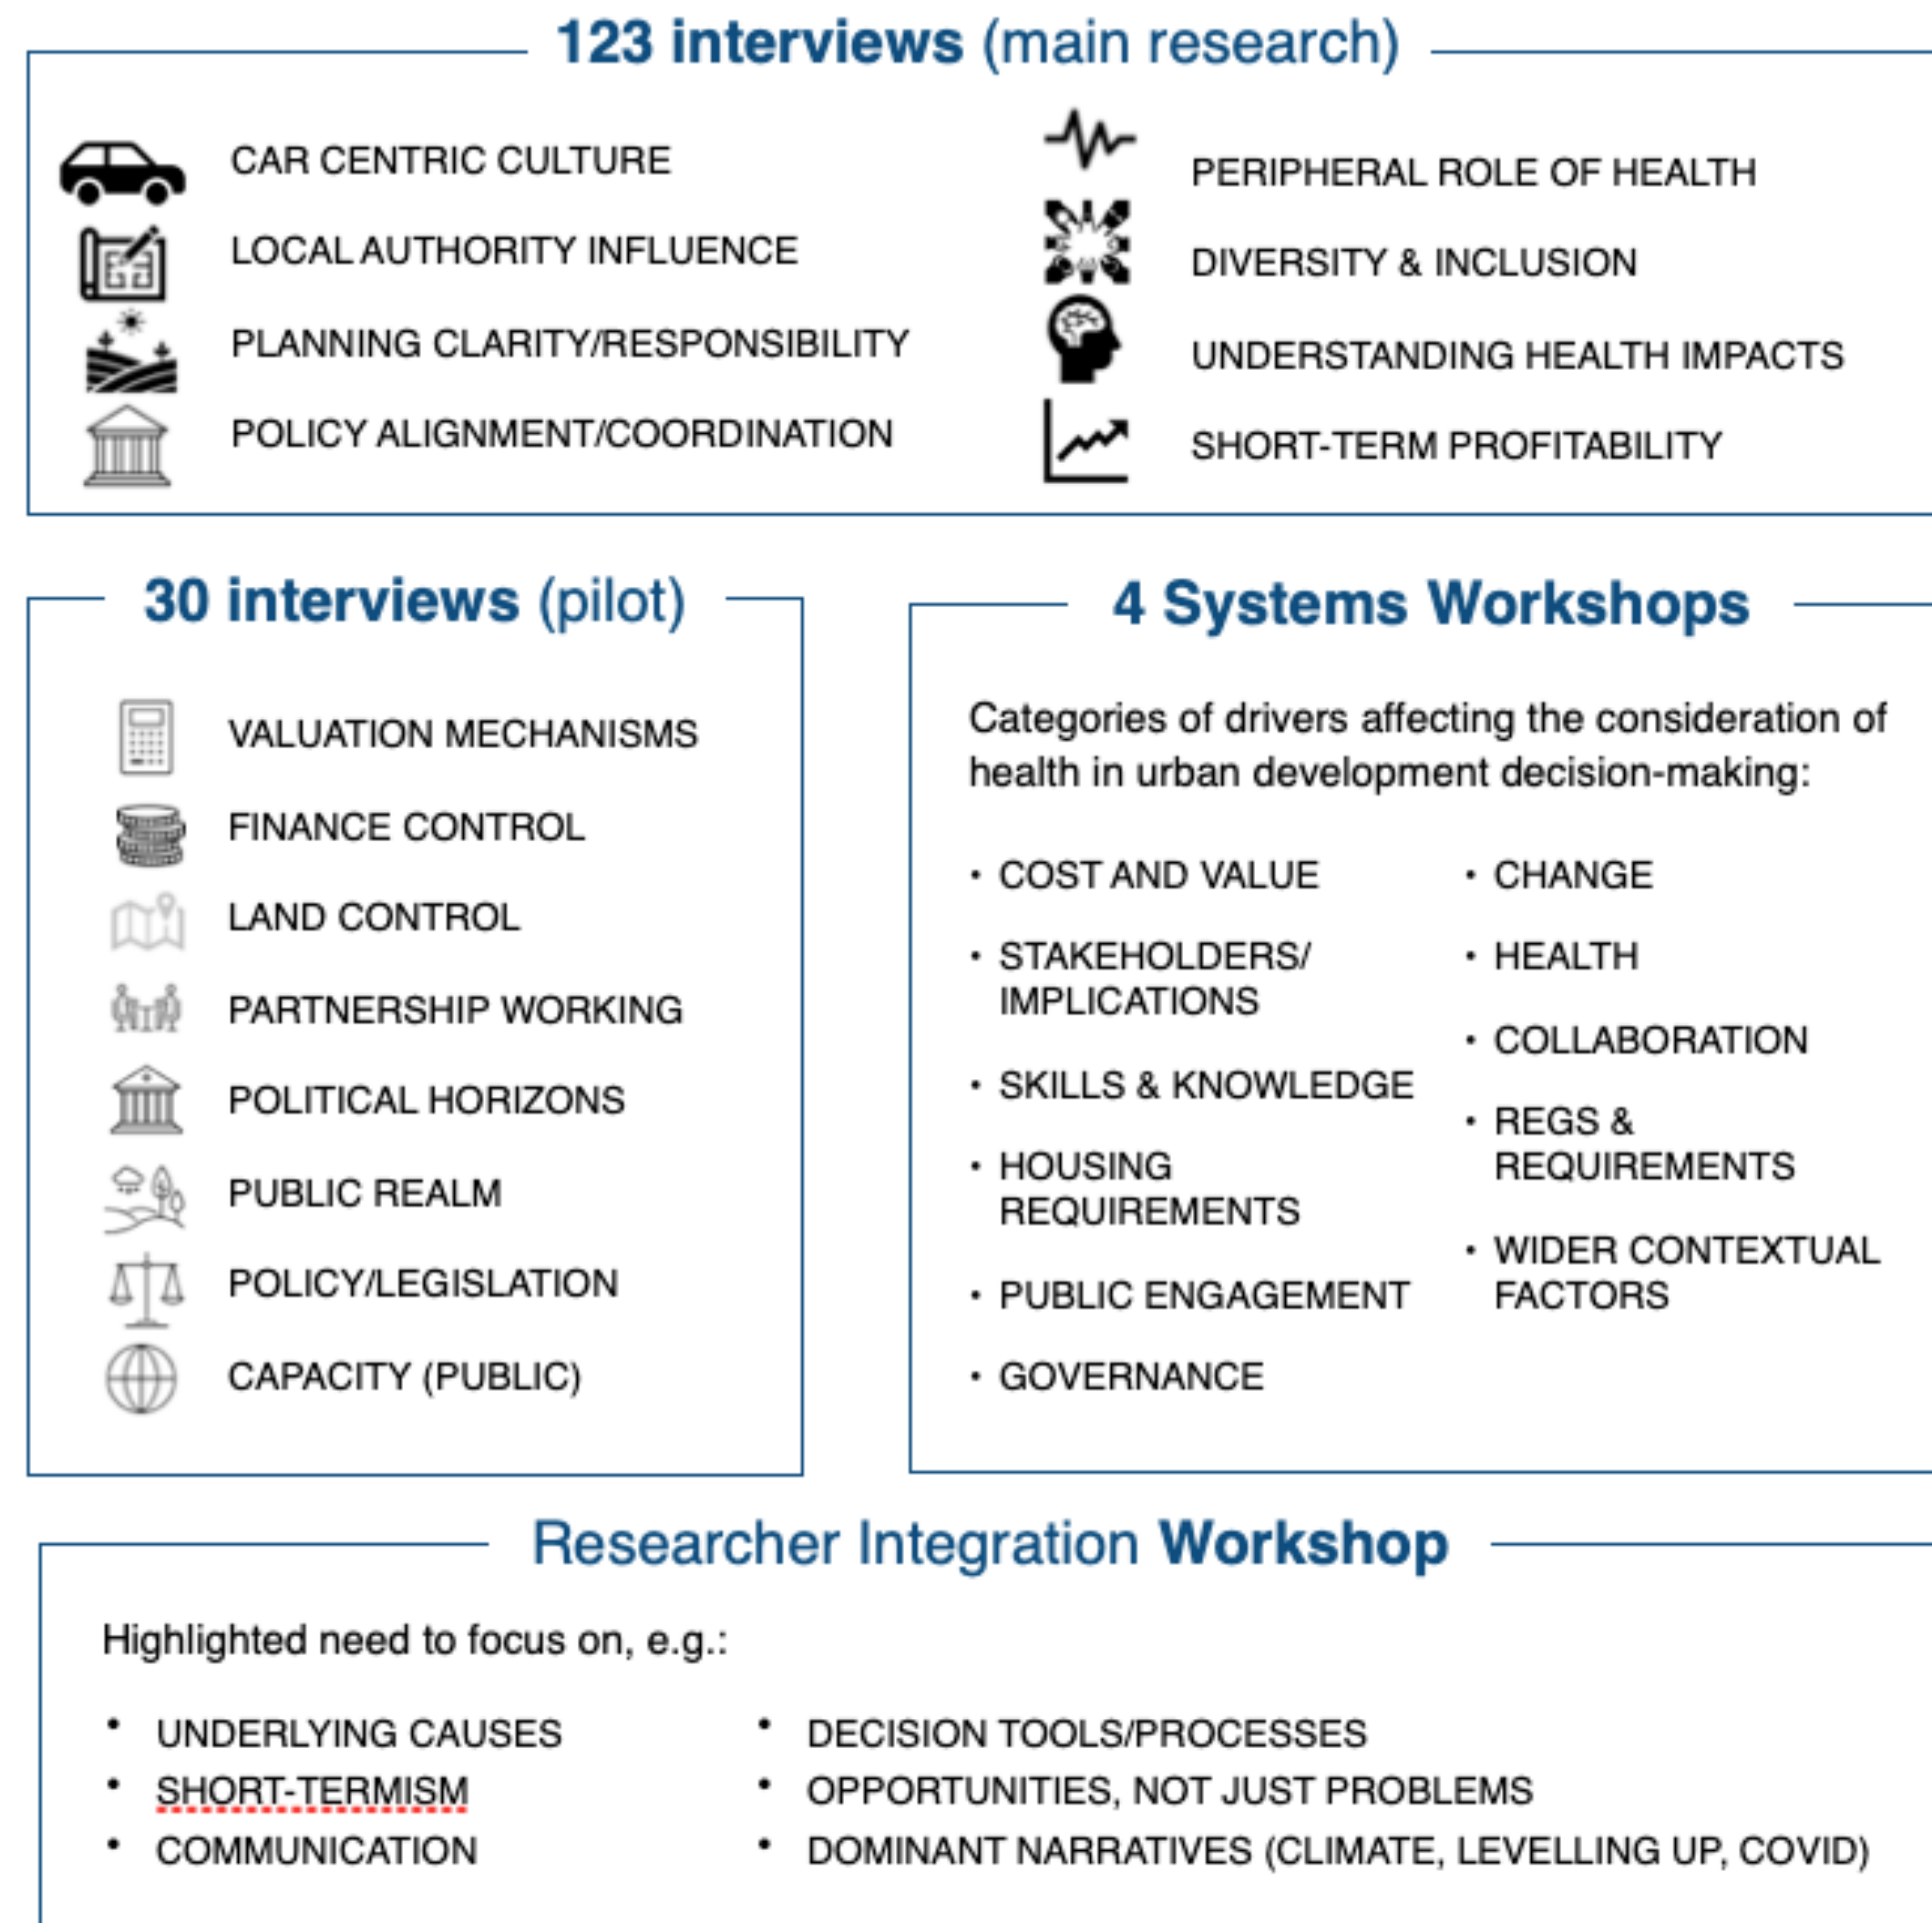 123 interviews (main research)
CAR CENTRIC CULTURE
LOCAL AUTHORITY INFLUENCE
PLANNING CLARITY/RESPONSIBILITY
POLICY ALIGNMENT/COORDINATION
PERIPHERAL ROLE OF HEALTH
DIVERSITY & INCLUSION
UNDERSTANDING HEALTH IMPACTS
SHORT-TERM PROFITABILITY
30 interviews (pilot)
VALUATION MECHANISMS
FINANCE CONTROL
LAND CONTROL
PARTNERSHIP WORKING
POLITICAL HORIZONS
PUBLIC REALM
POLICY/LEGISLATION
CAPACITY (PUBLIC)
4 Systems Workshops
Categories of drivers affecting the consideration of
health in urban development decision-making:
• COST AND VALUE
• STAKEHOLDERS/
IMPLICATIONS
• SKILLS & KNOWLEDGE
• HOUSING
REQUIREMENTS
• PUBLIC ENGAGEMENT
• GOVERNANCE
• CHANGE
• HEALTH
• COLLABORATION
• REGS &
REQUIREMENTS
• WIDER CONTEXTUAL
FACTORS
Researcher Integration Workshop
Highlighted need to focus on, e.g.:
• UNDERLYING CAUSES
• SHORT-TERMISM
• COMMUNICATION
• DECISION TOOLS/PROCESSES
• OPPORTUNITIES, NOT JUST PROBLEMS
• DOMINANT NARRATIVES (CLIMATE, LEVELLING UP, COVID)